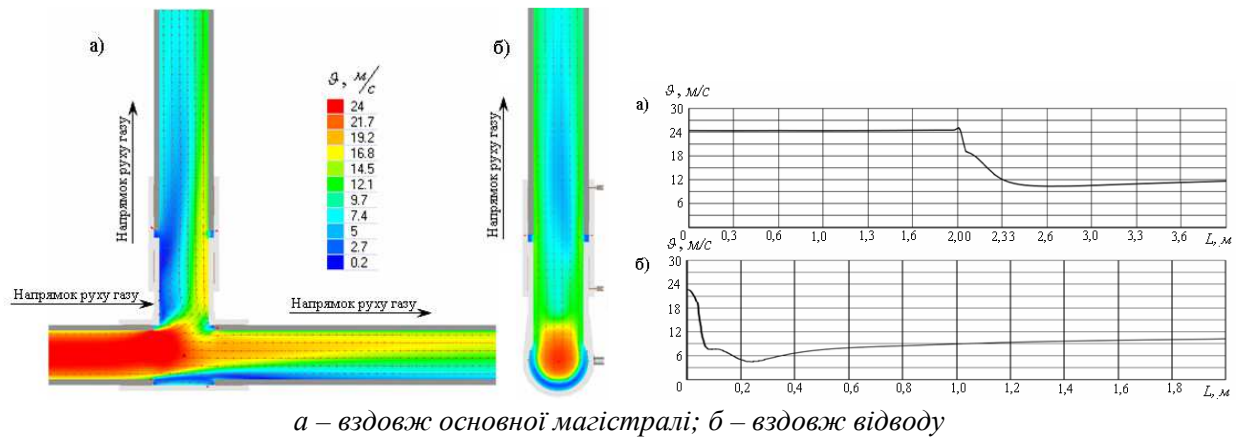 а)
б)
𝜗, м/с
24
21.7
19.2
16.8
14.5
12.1
9.7
7.4
5
2.7
0.2
Напрямок руху газу
Напрямок руху газу
Напрямок руху газу
Напрямок руху газу
а)
𝜗, м/с
30
24
18
12
6
0 0,3 0,6 1,0 1,3 1,6 2,00 2,33 2,6 3,0 3,3 3,6 L, м
б)
𝜗, м/с
30
24
18
12
6
0 0,2 0,4 0,6 0,8 1,0 1,2 1,4 1,6 1,8 L, м
а – вздовж основної магістралі; б – вздовж відводу